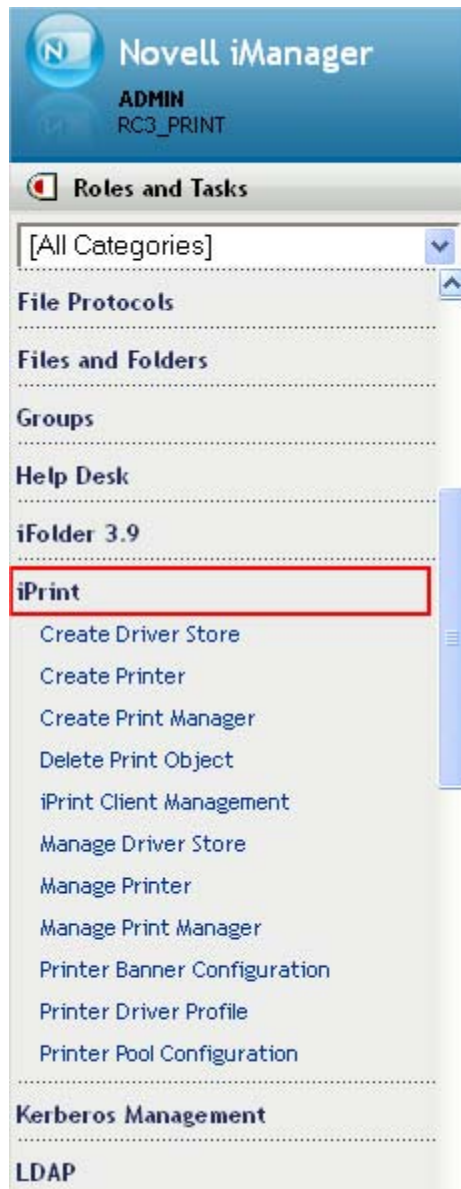 N
Novell iManager
ADMIN
RC3_PRINT
Roles and Tasks
[All Categories]
File Protocols
Files and Folders
Groups
Help Desk
iFolder 3.9
iPrint
Create Driver Store
Create Printer
Create Print Manager
Delete Print Object
iPrint Client Management
Manage Driver Store
Manage Printer
Manage Print Manager
Printer Banner Configuration
Printer Driver Profile
Printer Pool Configuration
Kerberos Management
LDAP